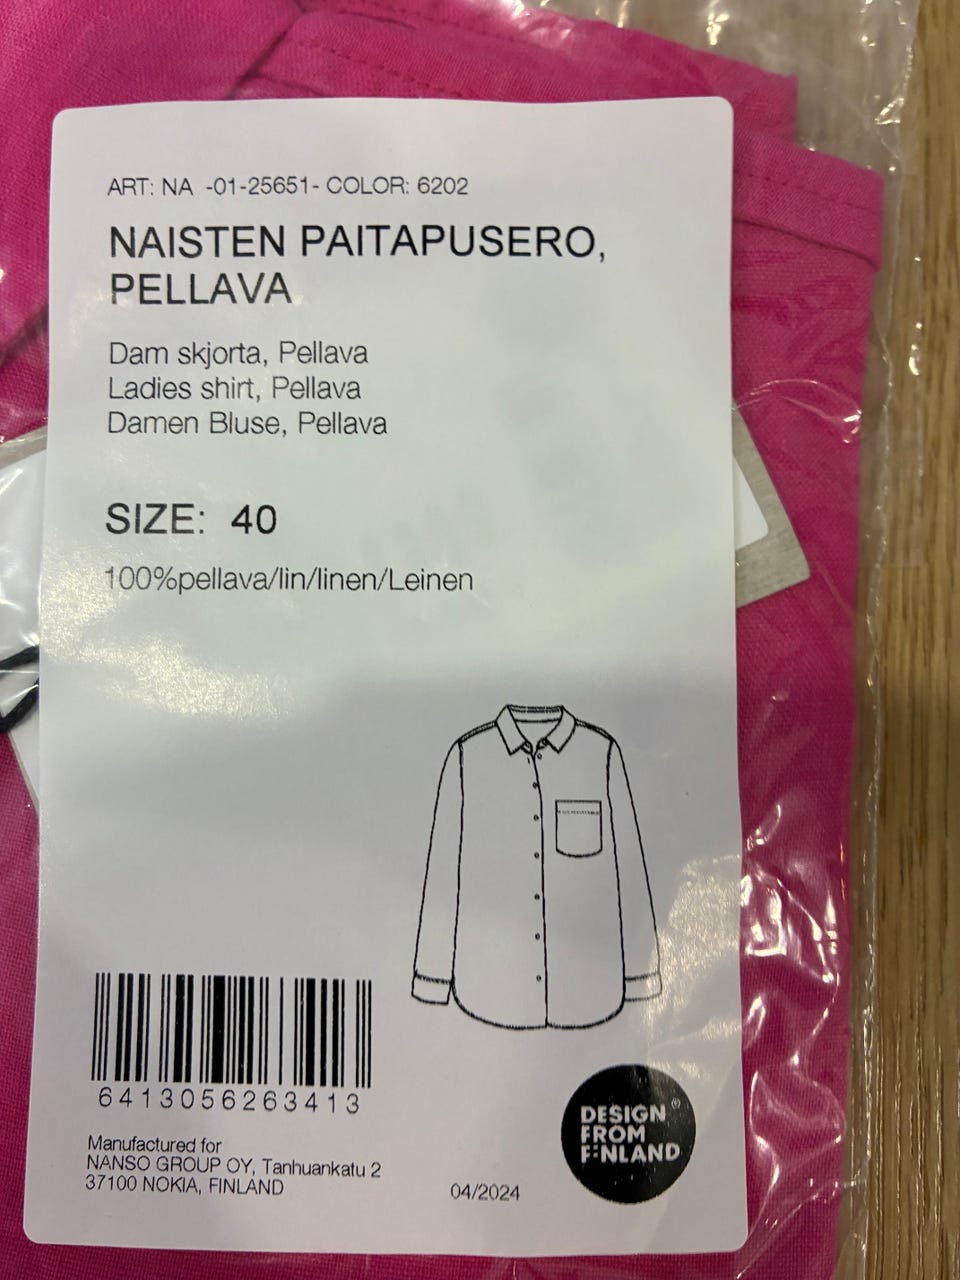 ART: NA -01-25651- COLOR: 6202
NAISTEN PAITAPUSERO,
PELLAVA
Dam skjorta, Pellava
Ladies shirt, Pellava
Damen Bluse, Pellava
SIZE: 40
100%pellava/lin/linen/Leinen
6413056263413
Manufactured for
NANSO GROUP OY, Tanhuankatu 2
37100 NOKIA, FINLAND
04/2024
DESIGN ®
FROM
FINLAND